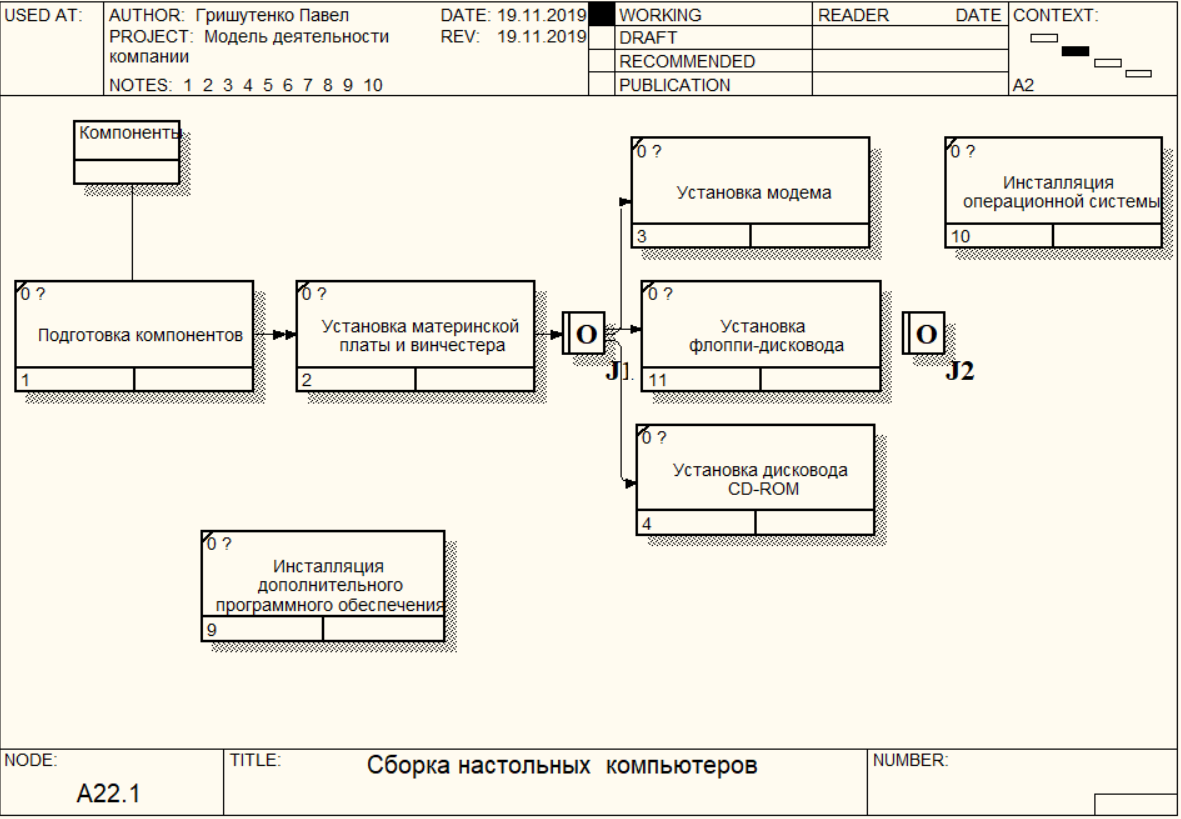 USED AT:
AUTHOR: Гришутенко Павел
DATE: 19.11.2019
PROJECT: Модель деятельности
компании
REV: 19.11.2019
NOTES: 1 2 3 4 5 6 7 8 9 10
WORKING
DRAFT
RECOMMENDED
PUBLICATION
READER
DATE
CONTEXT:
A2
Компоненты
0 ?
Подготовка компонентов
1
0 ?
Установка материнской
платы и винчестера
2
O
J1.
0 ?
Установка модема
3
0 ?
Установка
флоппи-дисковода
11
0 ?
Установка дисковода
CD-ROM
4
0 ?
Инсталляция
операционной системы
10
O
J2
0 ?
Инсталляция
дополнительного
программного обеспечения
9
NODE:
A22.1
TITLE:
Сборка настольных компьютеров
NUMBER: